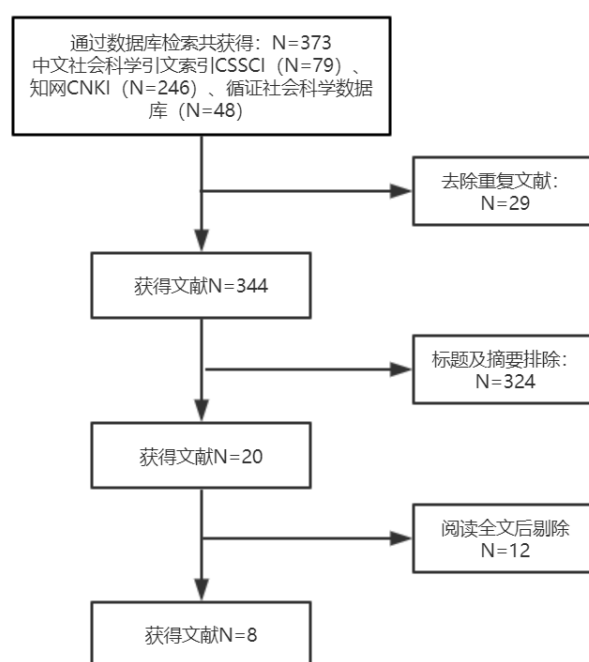 通过数据库检索共获得：N=373
中文社会科学引文索引CSSCI（N=79）、
知网CNKI（N=246）、循证社会科学数据
库（N=48）
去除重复文献：
N=29
获得文献N=344
标题及摘要排除：
N=324
获得文献N=20
阅读全文后剔除
N=12
获得文献N=8